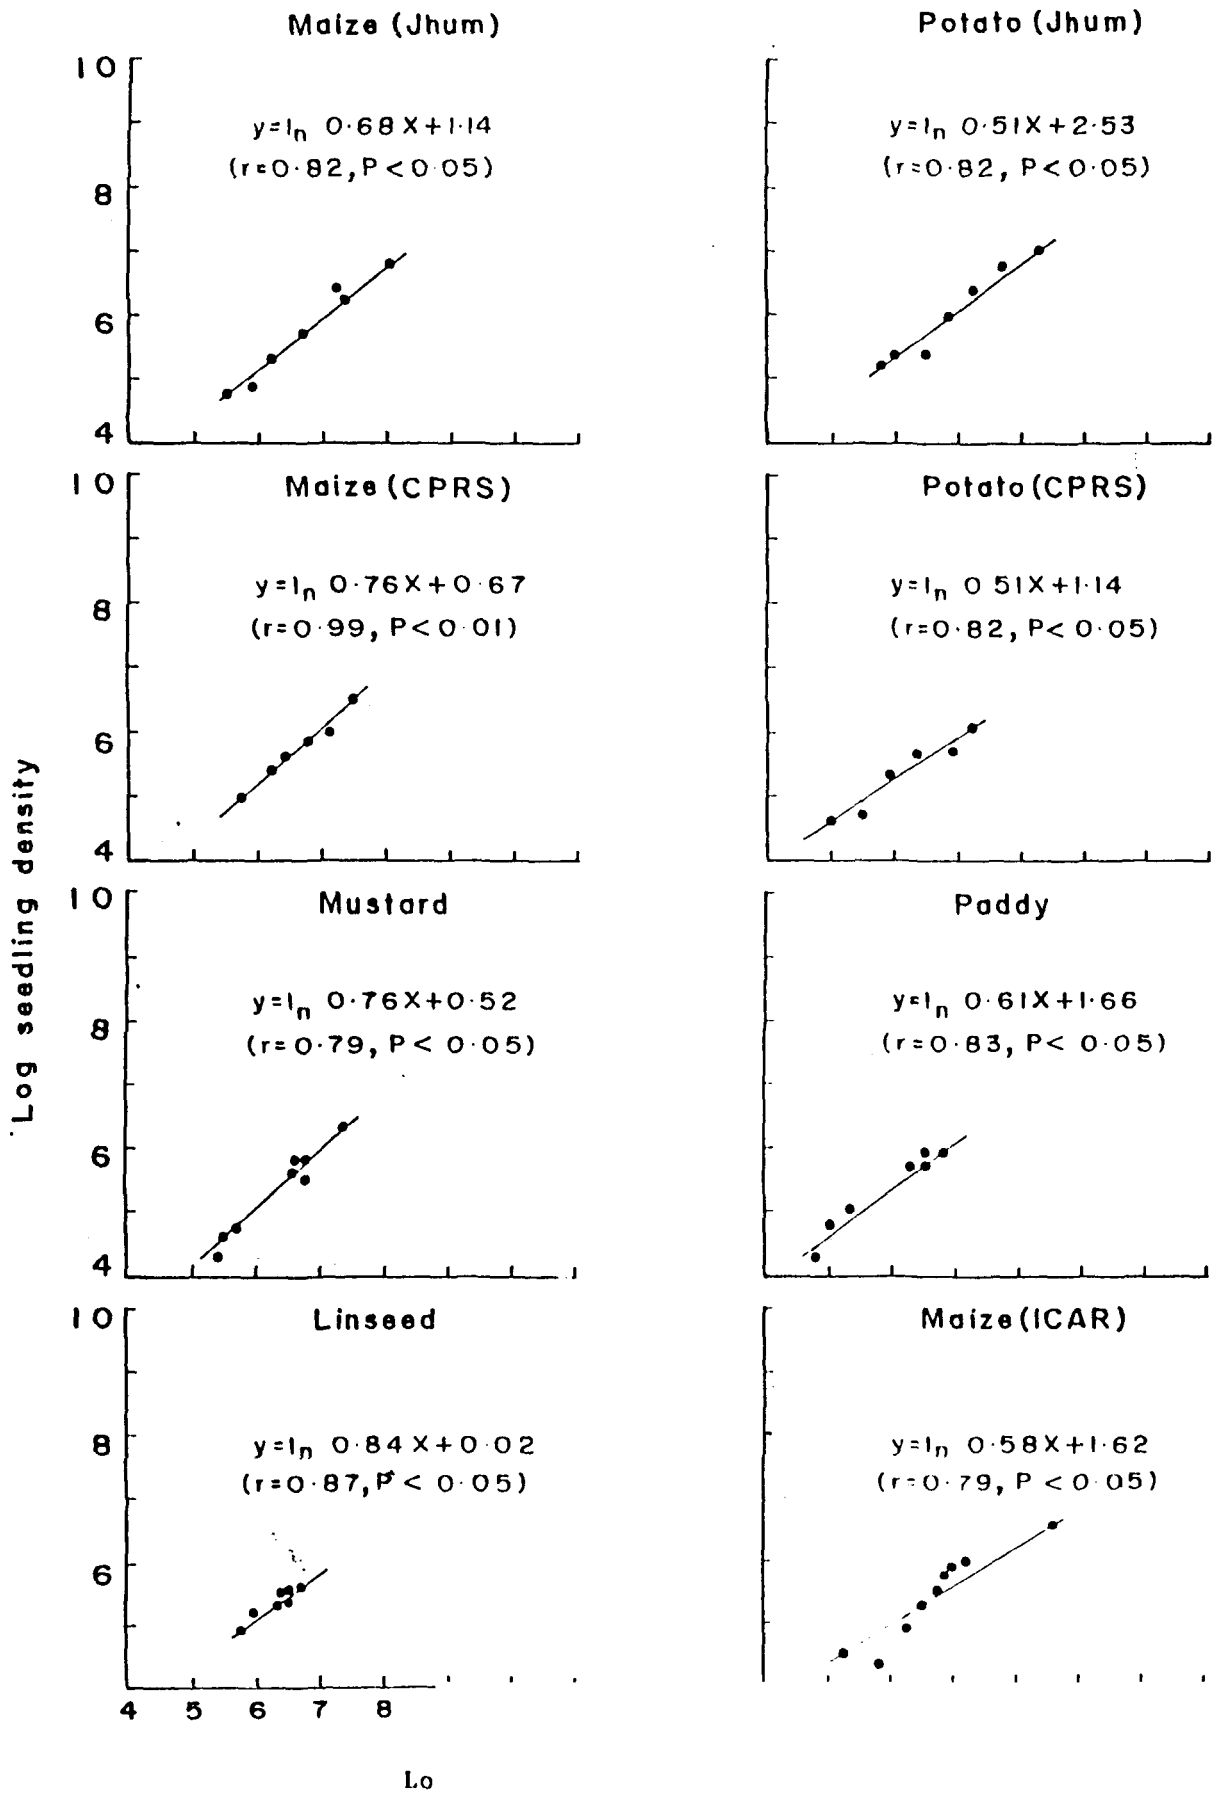 Maize (Jhum)
10
y=ln 0.68X+1.14
(r=0.82, P<0.05)
8
6
4
Potato (Jhum)
y=ln 0.51X+2.53
(r=0.82, P<0.05)
10
Maize (CPRS)
y=ln 0.76X+0.67
(r=0.99, P<0.01)
8
6
4
Potato (CPRS)
y=ln 0 51X+1.14
(r=0.82, P<0.05)
Log seedling density
10
Mustard
y=ln 0.76X+0.52
(r=0.79, P< 0.05)
8
6
4
Paddy
y=ln 0.61X+1.66
(r=0.83, P< 0.05)
10
Linseed
y=ln 0.84X+0.02
(r=0.87, P< 0.05)
8
6
4 5 6 7 8
Maize (ICAR)
y=ln 0.58X+1.62
(r=0.79, P<0.05)
Lo